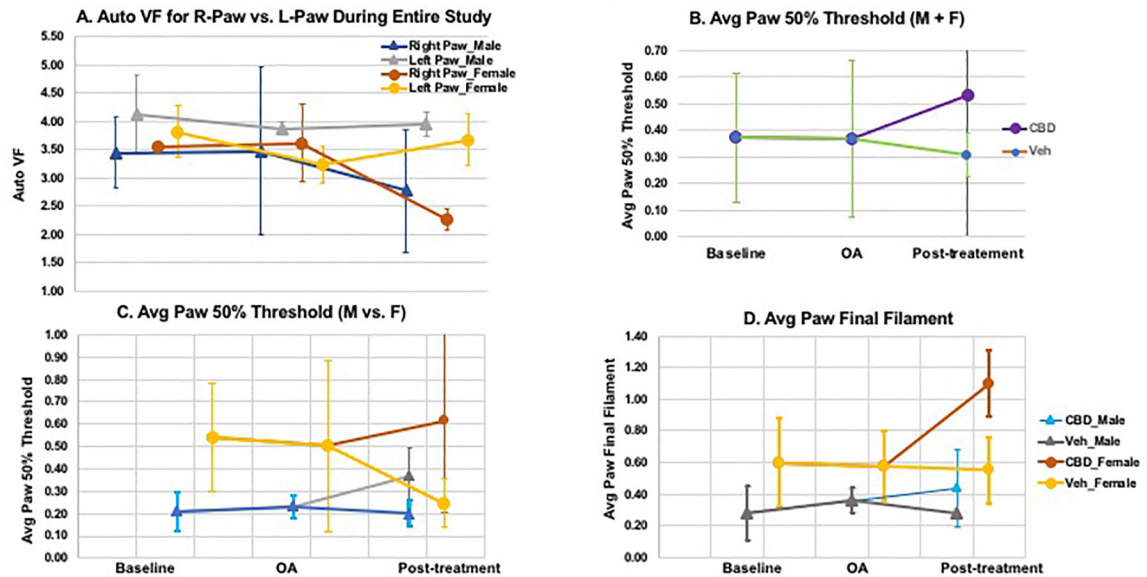 A. Auto VF for R-Paw vs. L-Paw During Entire Study
5.50
5.00
4.50
4.00
3.50
3.00
2.50
2.00
1.50
1.00
Auto VF
Right Paw_Male
Left Paw_Male
Right Paw_Female
Left Paw_Female
B. Avg Paw 50% Threshold (M + F)
0.70
0.60
0.50
0.40
0.30
0.20
0.10
0.00
Avg Paw 50% Threshold
Baseline OA Post-treatement
CBD
Veh
C. Avg Paw 50% Threshold (M vs. F)
1.00
0.90
0.80
0.70
0.60
0.50
0.40
0.30
0.20
0.10
0.00
Avg Paw 50% Threshold
Baseline OA Post-treatment
D. Avg Paw Final Filament
1.40
1.20
1.00
0.80
0.60
0.40
0.20
0.00
Avg Paw Final Filament
Baseline OA Post-treatment
CBD_Male
Veh_Male
CBD_Female
Veh_Female